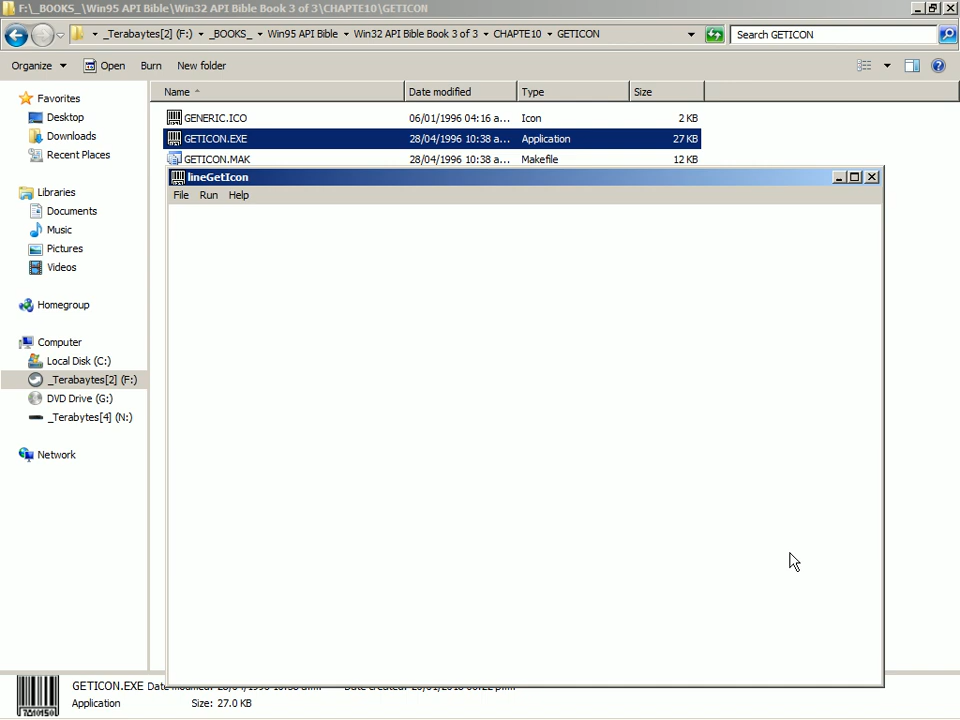 F:\_BOOKS_\Win95 API Bible\Win32 API Bible Book 3 of 3\CHAPTE10\GETICON
_Terabaytes[2] (F:) _BOOKS_ Win95 API Bible Win32 API Bible Book 3 of 3 CHAPTE10 GETICON Search GETICON
Organize Open Burn New folder
Name Date modified Type Size
Favorites
Desktop
Downloads
Recent Places
Libraries
Documents
Music
Pictures
Videos
Homegroup
Computer
Local Disk (C:)
_Terabaytes[2] (F:)
DVD Drive (G:)
_Terabytes[4] (N:)
Network
GENERIC.ICO 06/01/1996 04:16 a... Icon 2 KB
GETICON.EXE 28/04/1996 10:38 a... Application 27 KB
GETICON.MAK 28/04/1996 10:38 a... Makefile 12 KB
lineGetIcon
File Run Help
GETICON.EXE
Application Size: 27.0 KB